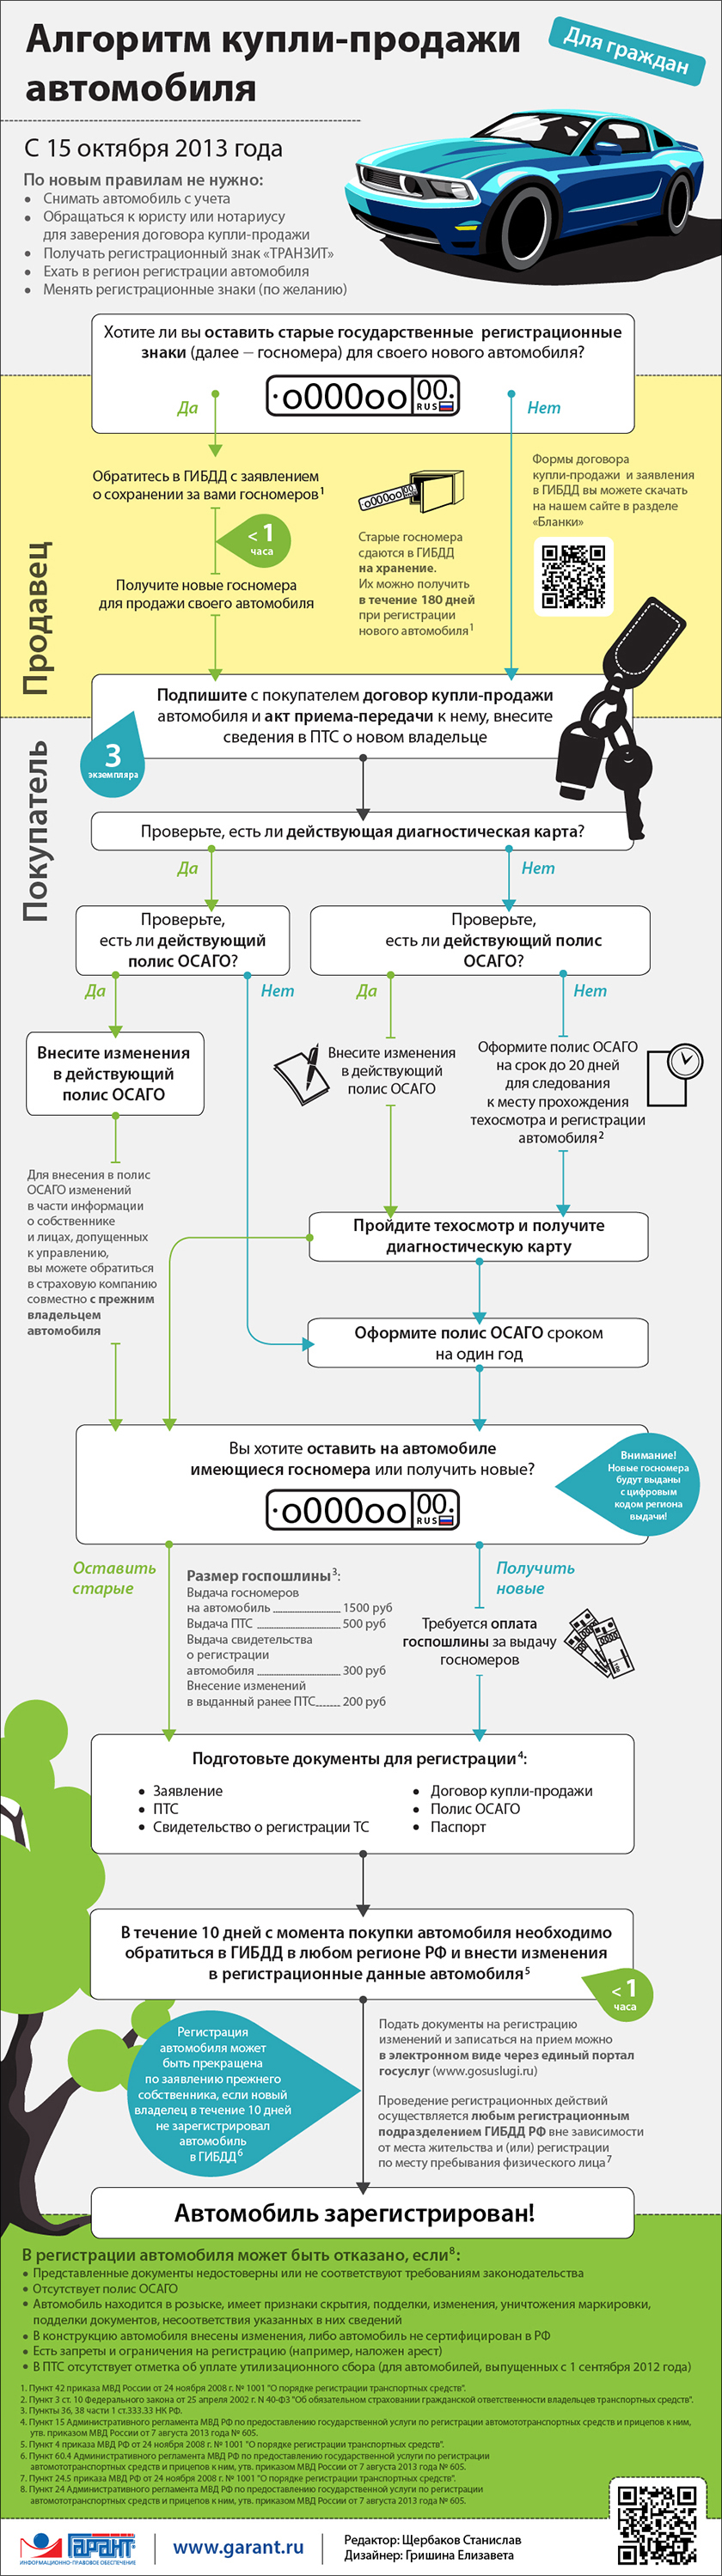 Алгоритм купли-продажи
автомобиля
Для граждан
С 15 октября 2013 года
По новым правилам не нужно:
• Снимать автомобиль с учета
• Обращаться к юристу или нотариусу
для заверения договора купли-продажи
• Получать регистрационный знак «ТРАНЗИТ»
• Ехать в регион регистрации автомобиля
• Менять регистрационные знаки (по желанию)
Хотите ли вы оставить старые государственные регистрационные
знаки (далее — госномера) для своего нового автомобиля?
о000оо 00.
RUS
Да
Нет
Продавец
Обратитесь в ГИБДД с заявлением
о сохранении за вами госномеров¹
< 1
часа
Получите новые госномера
для продажи своего автомобиля
о000оо 00
Старые госномера
сдаются в ГИБДД
на хранение.
Их можно получить
в течение 180 дней
при регистрации
нового автомобиля¹
Формы договора
купли-продажи и заявления
в ГИБДД вы можете скачать
на нашем сайте в разделе
«Бланки»
Подпишите с покупателем договор купли-продажи
автомобиля и акт приема-передачи к нему, внесите
сведения в ПТС о новом владельце
3
экземпляра
Покупатель
Проверьте, есть ли действующая диагностическая карта?
Да
Нет
Проверьте,
есть ли действующий
полис ОСАГО?
Проверьте,
есть ли действующий полис
ОСАГО?
Да
Нет
Да
Нет
Внесите изменения
в действующий
полис ОСАГО
Внесите изменения
в действующий
полис ОСАГО
Оформите полис ОСАГО
на срок до 20 дней
для следования
к месту прохождения
техосмотра и регистрации
автомобиля²
Для внесения в полис
ОСАГО изменений
в части информации
о собственнике
и лицах, допущенных
к управлению,
вы можете обратиться
в страховую компанию
совместно с прежним
владельцем
автомобиля
Пройдите техосмотр и получите
диагностическую карту
Оформите полис ОСАГО сроком
на один год
Вы хотите оставить на автомобиле
имеющиеся госномера или получить новые?
о000оо 00.
RUS
Внимание!
Новые госномера
будут выданы
с цифровым
кодом региона
выдачи!
Оставить
старые
Получить
новые
Размер госпошлины³:
Выдача госномеров
на автомобиль 1500 руб
Выдача ПТС 500 руб
Выдача свидетельства
о регистрации
автомобиля 300 руб
Внесение изменений
в выданный ранее ПТС 200 руб
Требуется оплата
госпошлины за выдачу
госномеров
Подготовьте документы для регистрации⁴:
• Заявление
• ПТС
• Свидетельство о регистрации ТС
• Договор купли-продажи
• Полис ОСАГО
• Паспорт
В течение 10 дней с момента покупки автомобиля необходимо
обратиться в ГИБДД в любом регионе РФ и внести изменения
в регистрационные данные автомобиля⁵
< 1
часа
Регистрация
автомобиля может
быть прекращена
по заявлению прежнего
собственника, если новый
владелец в течение 10 дней
не зарегистрировал
автомобиль
в ГИБДД⁶
Подать документы на регистрацию
изменений и записаться на прием можно
в электронном виде через единый портал
госуслуг (www.gosuslugi.ru)
Проведение регистрационных действий
осуществляется любым регистрационным
подразделением ГИБДД РФ вне зависимости
от места жительства и (или) регистрации
по месту пребывания физического лица⁷
Автомобиль зарегистрирован!
В регистрации автомобиля может быть отказано, если⁸:
• Представленные документы недостоверны или не соответствуют требованиям законодательства
• Отсутствует полис ОСАГО
• Автомобиль находится в розыске, имеет признаки скрытия, подделки, изменения, уничтожения маркировки,
подделки документов, несоответствия указанных в них сведений
• В конструкцию автомобиля внесены изменения, либо автомобиль не сертифицирован в РФ
• Есть запреты и ограничения на регистрацию (например, наложен арест)
• В ПТС отсутствует отметка об уплате утилизационного сбора (для автомобилей, выпущенных с 1 сентября 2012 года)
1. Пункт 42 приказа МВД России от 24 ноября 2008 г. № 1001 "О порядке регистрации транспортных средств".
2. Пункт 3 ст. 10 Федерального закона от 25 апреля 2002 г. N 40-ФЗ "Об обязательном страховании гражданской ответственности владельцев транспортных средств".
3. Пункты 36, 38 части 1 ст.333.33 НК РФ.
4. Пункт 15 Административного регламента МВД РФ по предоставлению государственной услуги по регистрации автомототранспортных средств и прицепов к ним,
утв. приказом МВД России от 7 августа 2013 года № 605.
5. Пункт 4 приказа МВД РФ от 24 ноября 2008 г. № 1001 "О порядке регистрации транспортных средств".
6. Пункт 60.4 Административного регламента МВД РФ по предоставлению государственной услуги по регистрации
автомототранспортных средств и прицепов к ним, утв. приказом МВД России от 7 августа 2013 года № 605.
7. Пункт 24.5 приказа МВД РФ от 24 ноября 2008 г. № 1001 "О порядке регистрации транспортных средств".
8. Пункт 24 Административного регламента МВД РФ по предоставлению государственной услуги по регистрации
автомототранспортных средств и прицепов к ним, утв. приказом МВД России от 7 августа 2013 года № 605.
ГАРАНТ
ИНФОРМАЦИОННО-ПРАВОВОЕ ОБЕСПЕЧЕНИЕ
www.garant.ru
Редактор: Щербаков Станислав
Дизайнер: Гришина Елизавета